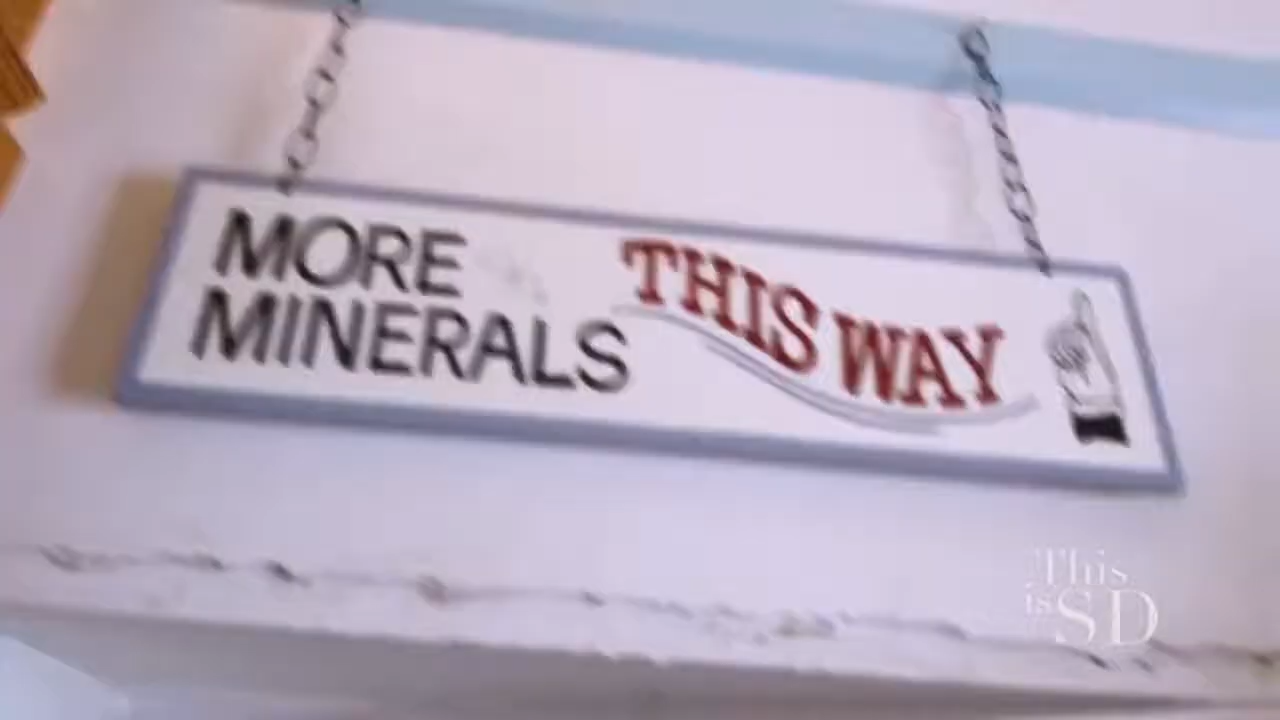 MORE
MINERALS
THIS WAY
This
is SD